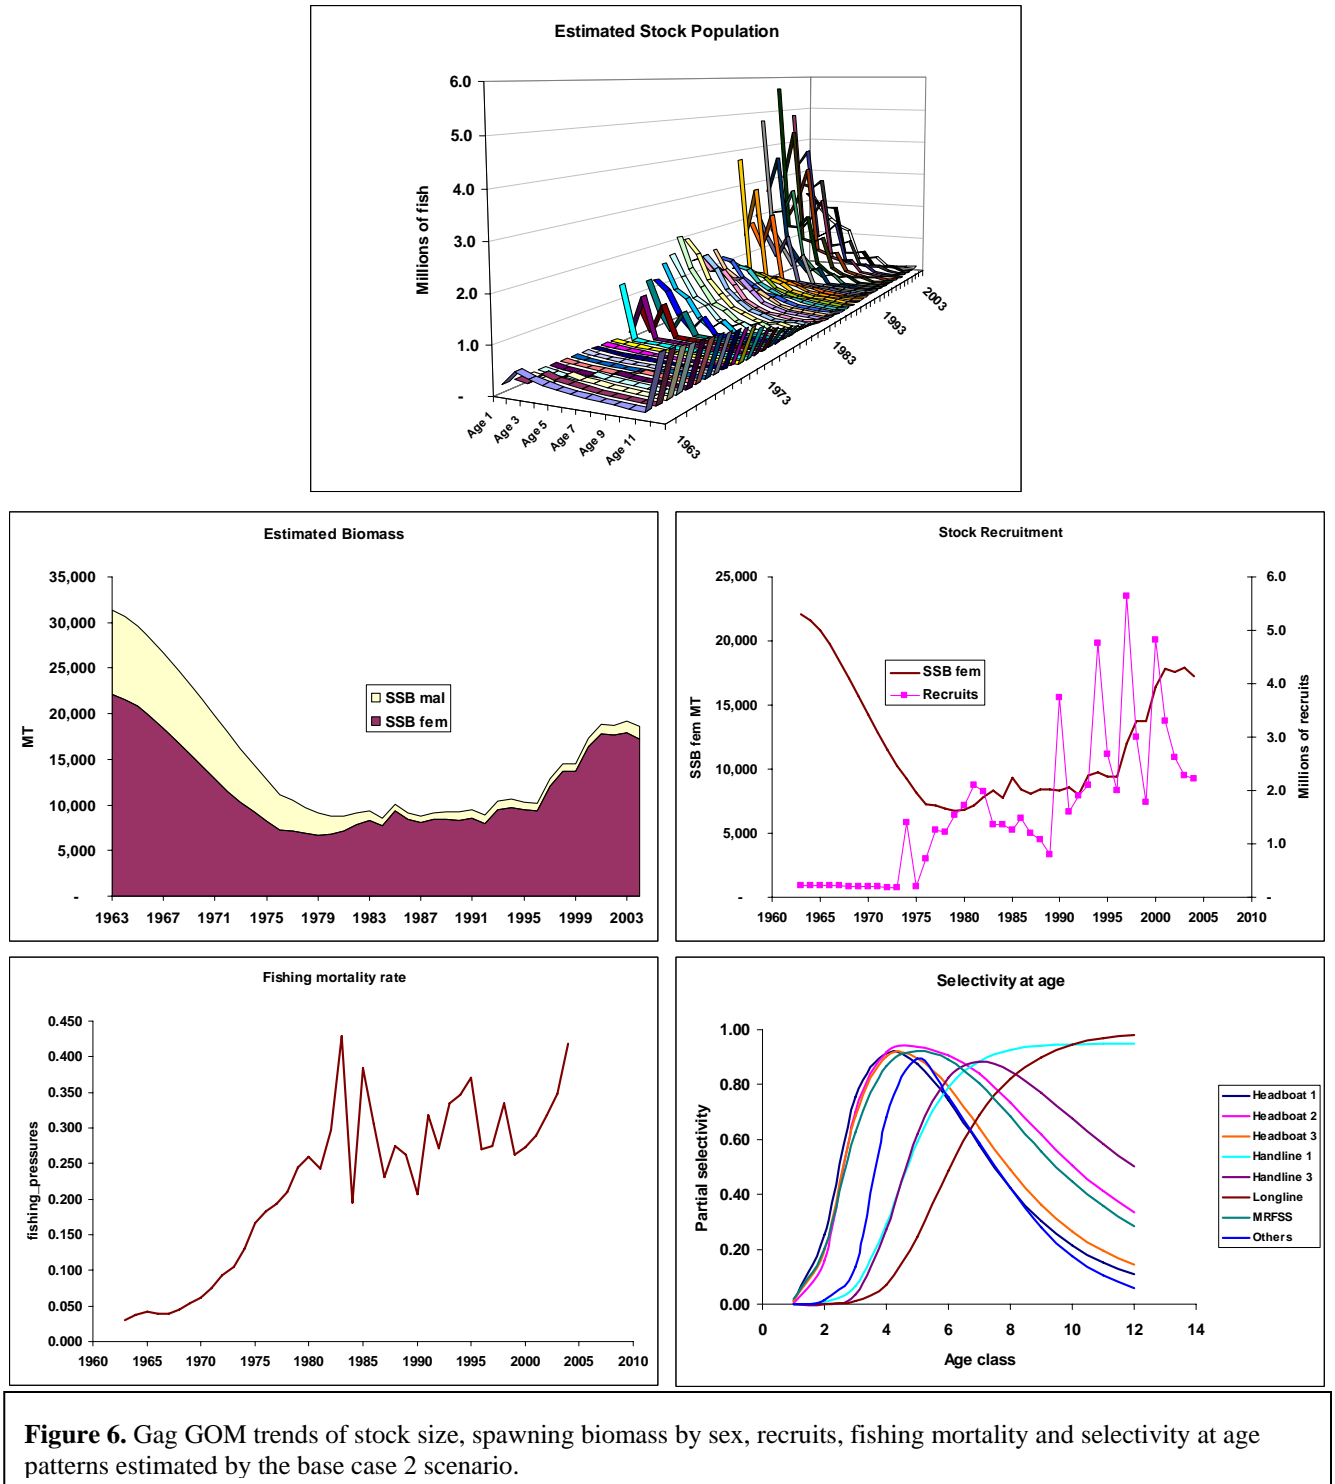 Estimated Stock Population
6.0
5.0
4.0
3.0
2.0
1.0
-
Millions of fish
Age 1
Age 3
Age 5
Age 7
Age 9
Age 11
1963
1973
1983
1993
2003
Estimated Biomass
35,000
30,000
25,000
20,000
15,000
10,000
5,000
-
MT
SSB mal
SSB fem
1963 1967 1971 1975 1979 1983 1987 1991 1995 1999 2003
Stock Recruitment
25,000
20,000
15,000
10,000
5,000
-
SSB fem MT
SSB fem
Recruits
6.0
5.0
4.0
3.0
2.0
1.0
-
Millions of recruits
1960 1965 1970 1975 1980 1985 1990 1995 2000 2005 2010
Fishing mortality rate
0.450
0.400
0.350
0.300
0.250
0.200
0.150
0.100
0.050
0.000
fishing_pressures
1960 1965 1970 1975 1980 1985 1990 1995 2000 2005 2010
Selectivity at age
1.00
0.80
0.60
0.40
0.20
0.00
Partial selectivity
0 2 4 6 8 10 12 14
Age class
Headboat 1
Headboat 2
Headboat 3
Handline 1
Handline 3
Longline
MRFSS
Others
Figure 6. Gag GOM trends of stock size, spawning biomass by sex, recruits, fishing mortality and selectivity at age
patterns estimated by the base case 2 scenario.